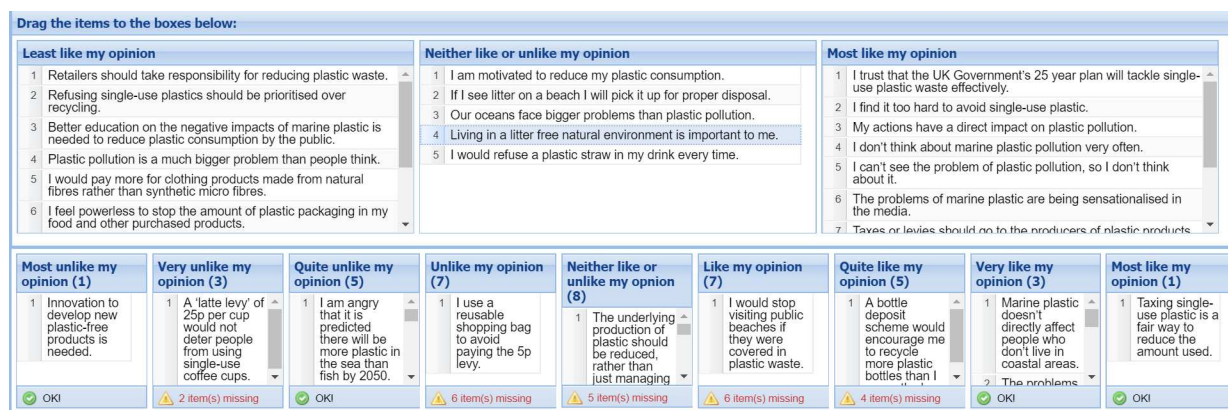 Drag the items to the boxes below:
Least like my opinion
1 Retailers should take responsibility for reducing plastic waste.
2 Refusing single-use plastics should be prioritised over
recycling.
3 Better education on the negative impacts of marine plastic is
needed to reduce plastic consumption by the public.
4 Plastic pollution is a much bigger problem than people think.
5 I would pay more for clothing products made from natural
fibres rather than synthetic micro fibres.
6 I feel powerless to stop the amount of plastic packaging in my
food and other purchased products.
Neither like or unlike my opinion
1 I am motivated to reduce my plastic consumption.
2 If I see litter on a beach I will pick it up for proper disposal.
3 Our oceans face bigger problems than plastic pollution.
4 Living in a litter free natural environment is important to me.
5 I would refuse a plastic straw in my drink every time.
Most like my opinion
1 I trust that the UK Government's 25 year plan will tackle single-
use plastic waste effectively.
2 I find it too hard to avoid single-use plastic.
3 My actions have a direct impact on plastic pollution.
4 I don't think about marine plastic pollution very often.
5 I can't see the problem of plastic pollution, so I don't think
about it.
6 The problems of marine plastic are being sensationalised in
the media.
7 Taxes or levies should go to the producers of plastic products
Most unlike my
opinion (1)
1 Innovation to
develop new
plastic-free
products is
needed.
OK!
Very unlike my
opinion (3)
1 A 'latte levy' of
25p per cup
would not
deter people
from using
single-use
coffee cups.
2 item(s) missing
Quite unlike my
opinion (5)
1 I am angry
that it is
predicted
there will be
more plastic in
the sea than
fish by 2050.
OK!
Unlike my opinion
(7)
1 I use a
reusable
shopping bag
to avoid
paying the 5p
levy.
6 item(s) missing
Neither like or
unlike my opnion
(8)
1 The underlying
production of
plastic should
be reduced,
rather than
just managing
5 item(s) missing
Like my opinion
(7)
1 I would stop
visiting public
beaches if
they were
covered in
plastic waste.
6 item(s) missing
Quite like my
opinion (5)
1 A bottle
deposit
scheme would
encourage me
to recycle
more plastic
bottles than I
4 item(s) missing
Very like my
opinion (3)
1 Marine plastic
doesn't
directly affect
people who
don't live in
coastal areas.
2 The problems
OK!
Most like my
opinion (1)
1 Taxing single-
use plastic is a
fair way to
reduce the
amount used.
OK!